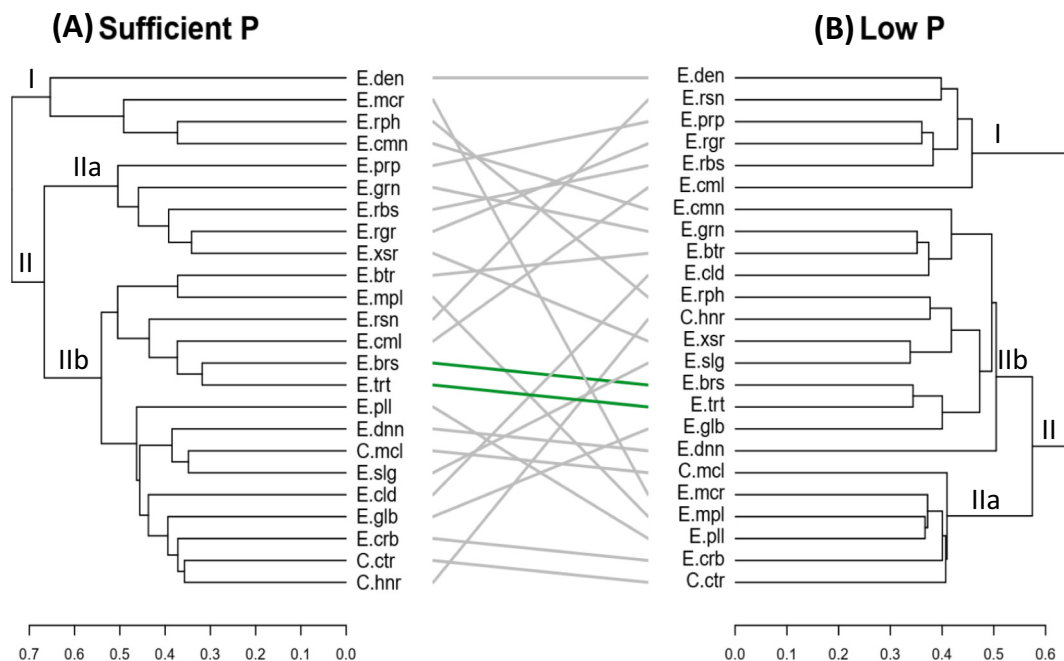 (A) Sufficient P
I
II
IIa
IIb
E.den
E.mcr
E.rph
E.cmn
E.prp
E.grn
E.rbs
E.rgr
E.xsr
E.btr
E.mpl
E.rsn
E.cml
E.brs
E.trt
E.pll
E.dnn
C.mcl
E.slg
E.cld
E.glb
E.crb
C.ctr
C.hnr
0.7 0.6 0.5 0.4 0.3 0.2 0.1 0.0
(B) Low P
E.den
E.rsn
E.prp
E.rgr
E.rbs
E.cml
E.cmn
E.grn
E.btr
E.cld
E.rph
C.hnr
E.xsr
E.slg
E.brs
E.trt
E.glb
E.dnn
C.mcl
E.mcr
E.mpl
E.pll
E.crb
C.ctr
I
IIb
II
IIa
0.0 0.1 0.2 0.3 0.4 0.5 0.6